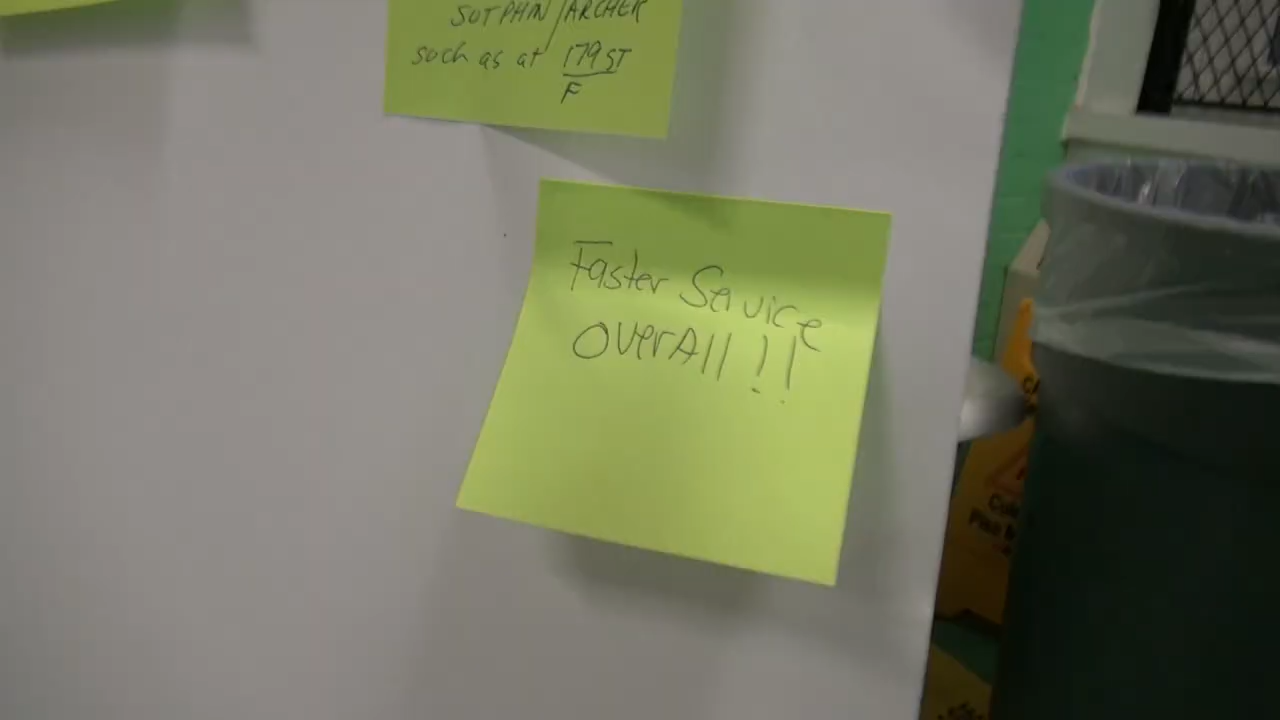 SUTPHIN/ARCHER
such as at 179 ST
F
Faster Service
OVerAll!!